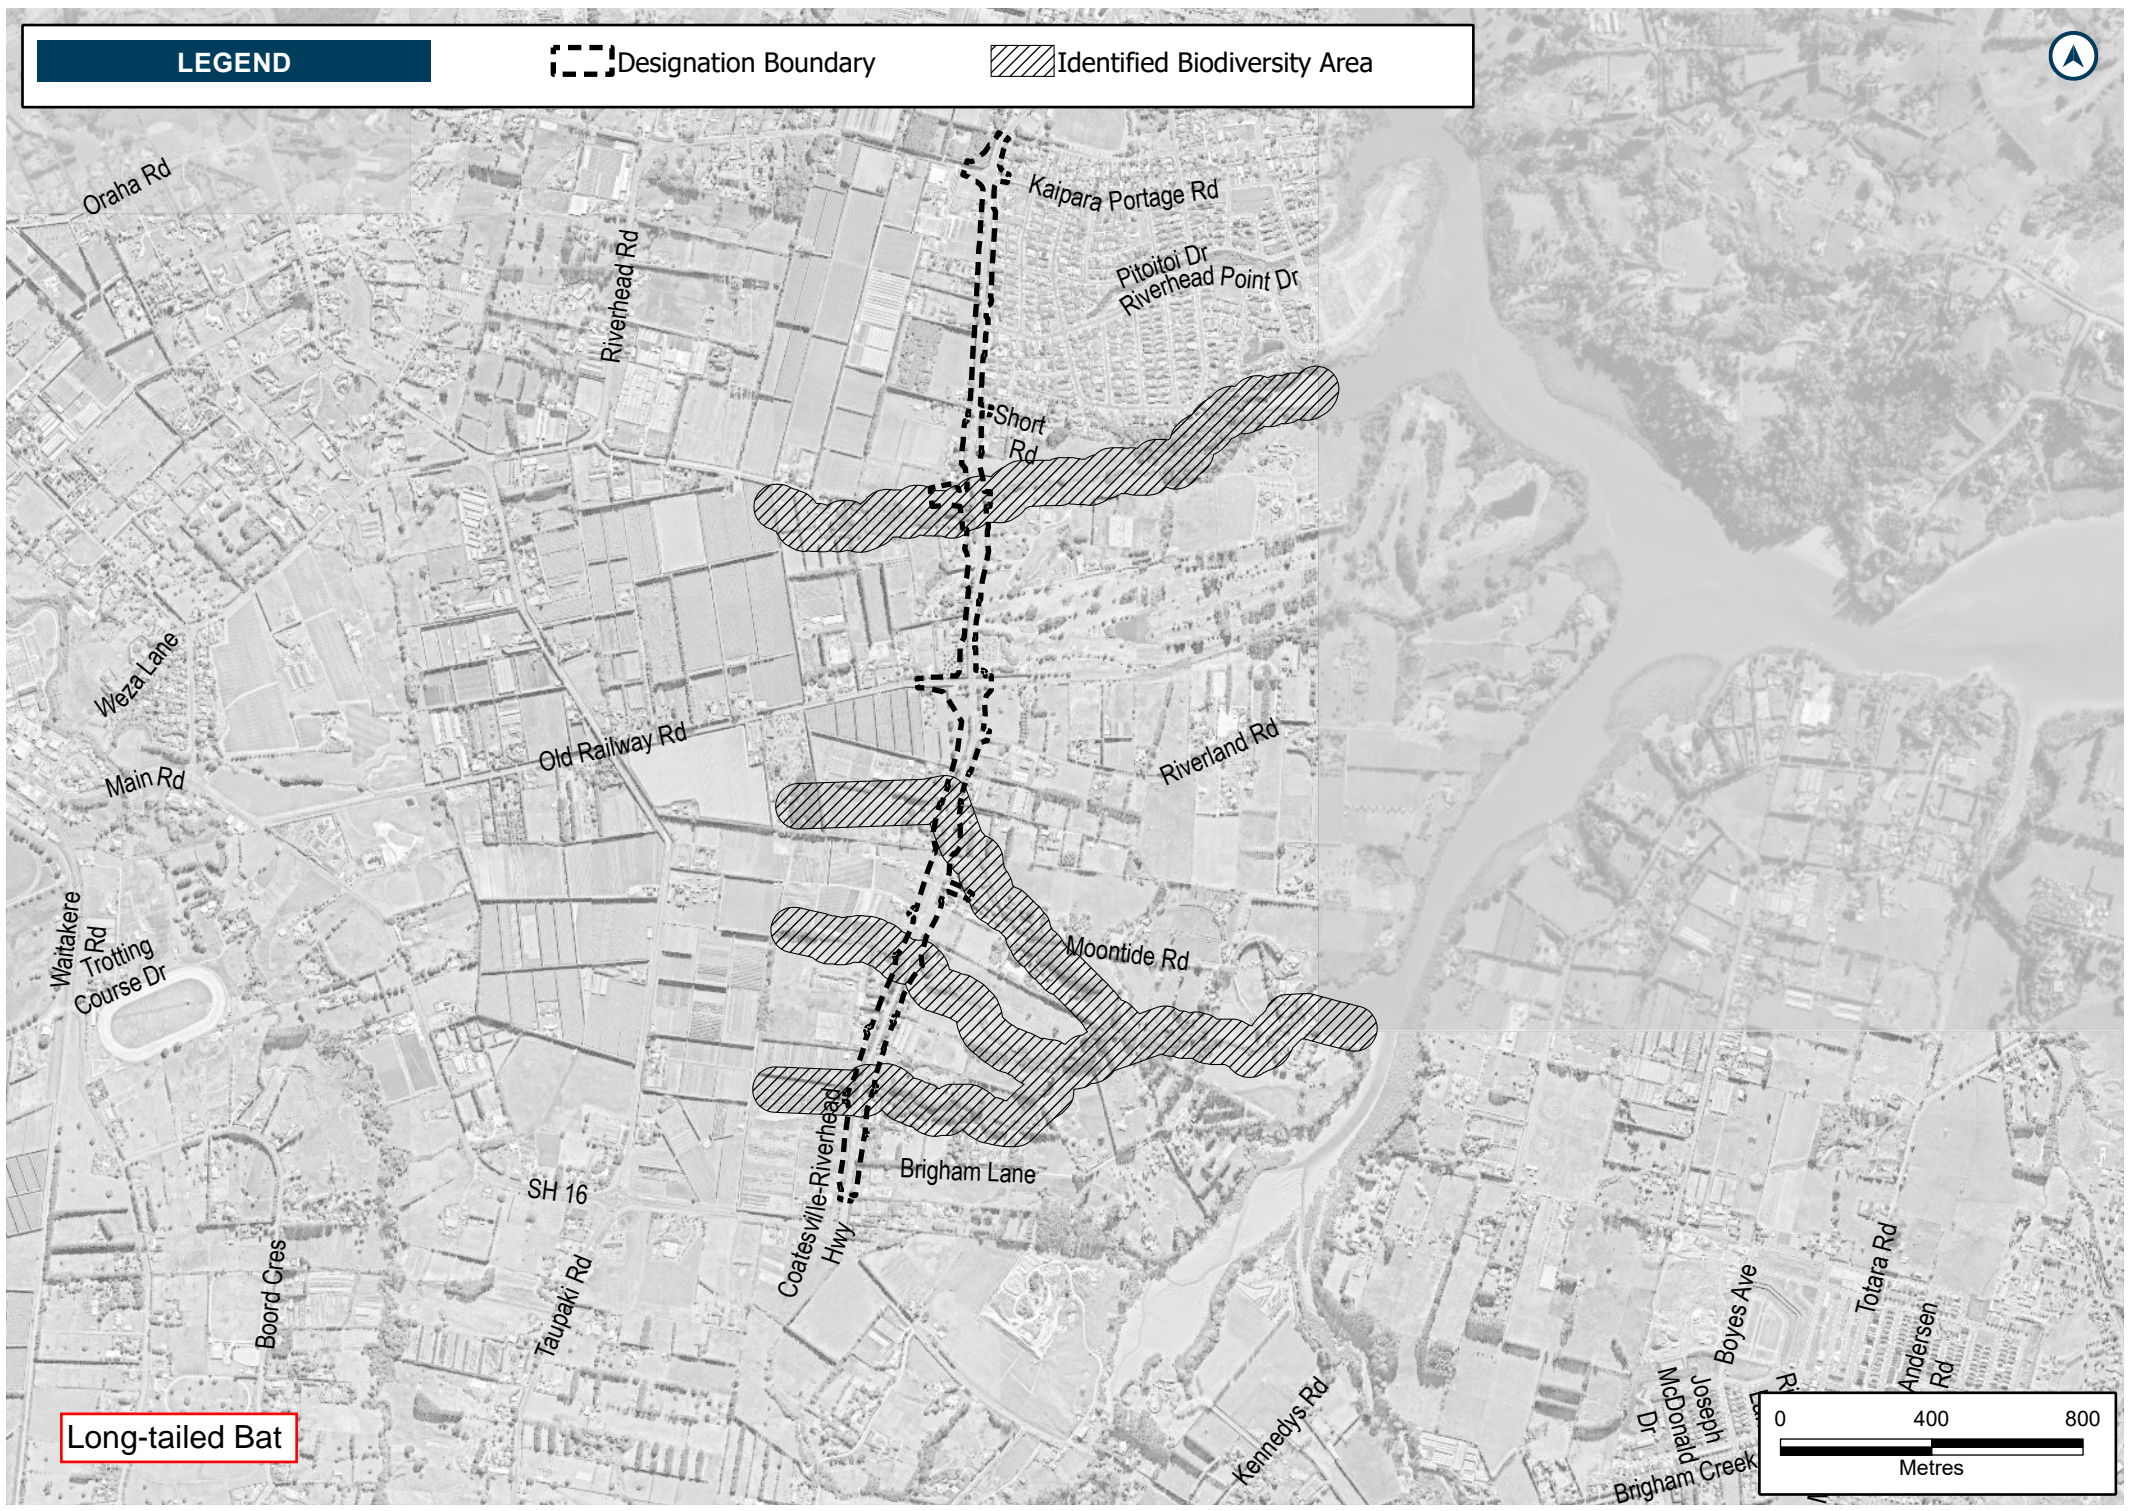 LEGEND
Designation Boundary
Identified Biodiversity Area
Oraha Rd
Kaipara Portage Rd
Riverhead Rd
Pitoitoi Dr
Riverhead Point Dr
Short
Rd
Weza Lane
Old Railway Rd
Riverland Rd
Main Rd
Waitakere
Rd
Trotting
Course Dr
Moontide Rd
Coatesville-Riverhead
Hwy
Brigham Lane
SH 16
Boord Cres
Taupaki Rd
Totara Rd
Boyes Ave
Andersen
Rd
Joseph
McDonald
Dr
Kennedys Rd
Brigham Creek
Long-tailed Bat
0 400 800
Metres